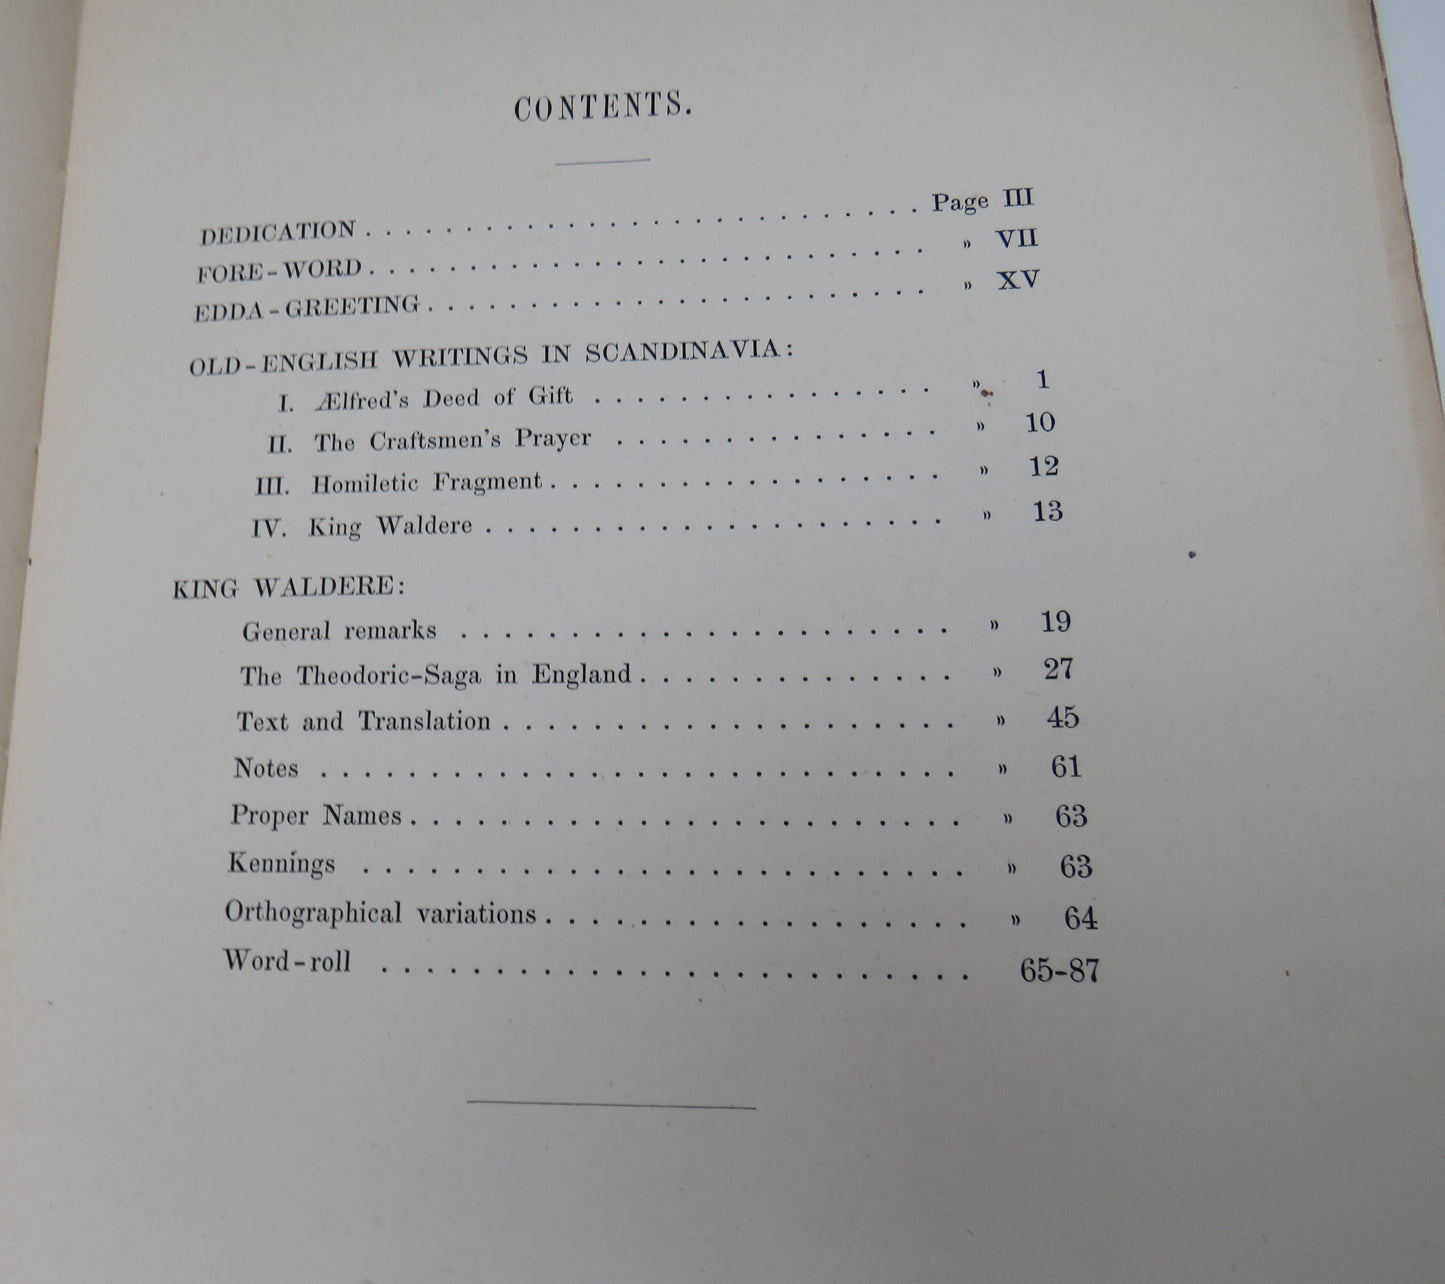 CONTENTS.
DEDICATION . . . . . . . . . . . . . . . . . . . . . . . . . . . . Page III
FORE-WORD . . . . . . . . . . . . . . . . . . . . . . . . . . . . » VII
EDDA-GREETING . . . . . . . . . . . . . . . . . . . . . . . . . » XV
OLD-ENGLISH WRITINGS IN SCANDINAVIA:
I. Ælfred's Deed of Gift . . . . . . . . . . . . . . . . » 1
II. The Craftsmen's Prayer . . . . . . . . . . . . . . . » 10
III. Homiletic Fragment . . . . . . . . . . . . . . . . . . » 12
IV. King Waldere . . . . . . . . . . . . . . . . . . . . . » 13
KING WALDERE:
General remarks . . . . . . . . . . . . . . . . . . . . . . » 19
The Theodoric-Saga in England . . . . . . . . . . . . . . » 27
Text and Translation . . . . . . . . . . . . . . . . . . . . » 45
Notes . . . . . . . . . . . . . . . . . . . . . . . . . . . . » 61
Proper Names . . . . . . . . . . . . . . . . . . . . . . . . » 63
Kennings . . . . . . . . . . . . . . . . . . . . . . . . . . . » 63
Orthographical variations . . . . . . . . . . . . . . . . . . . » 64
Word-roll . . . . . . . . . . . . . . . . . . . . . . . . . . 65-87